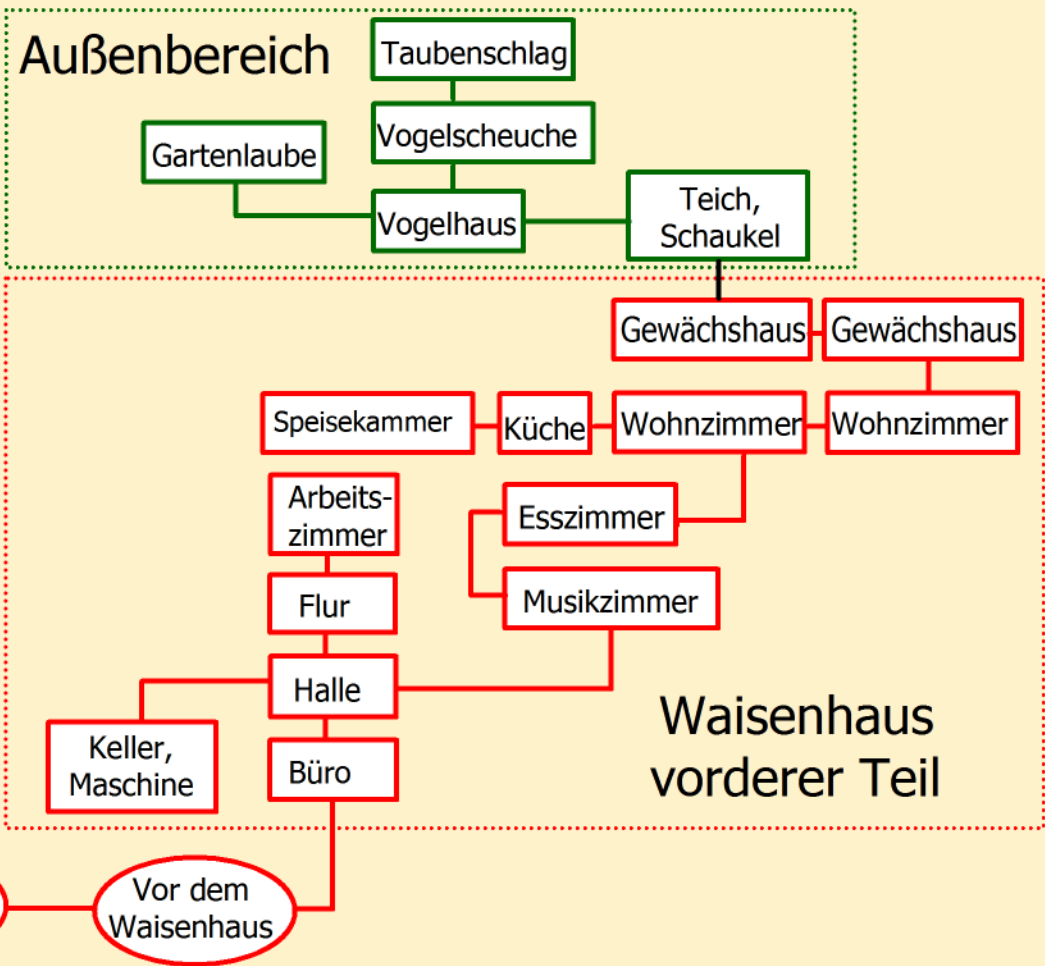 Außenbereich
Taubenschlag
Vogelscheuche
Gartenlaube
Vogelhaus
Teich,
Schaukel
Gewächshaus
Gewächshaus
Speisekammer
Küche
Wohnzimmer
Wohnzimmer
Arbeits-
zimmer
Esszimmer
Flur
Musikzimmer
Halle
Waisenhaus
vorderer Teil
Keller,
Maschine
Büro
Vor dem
Waisenhaus